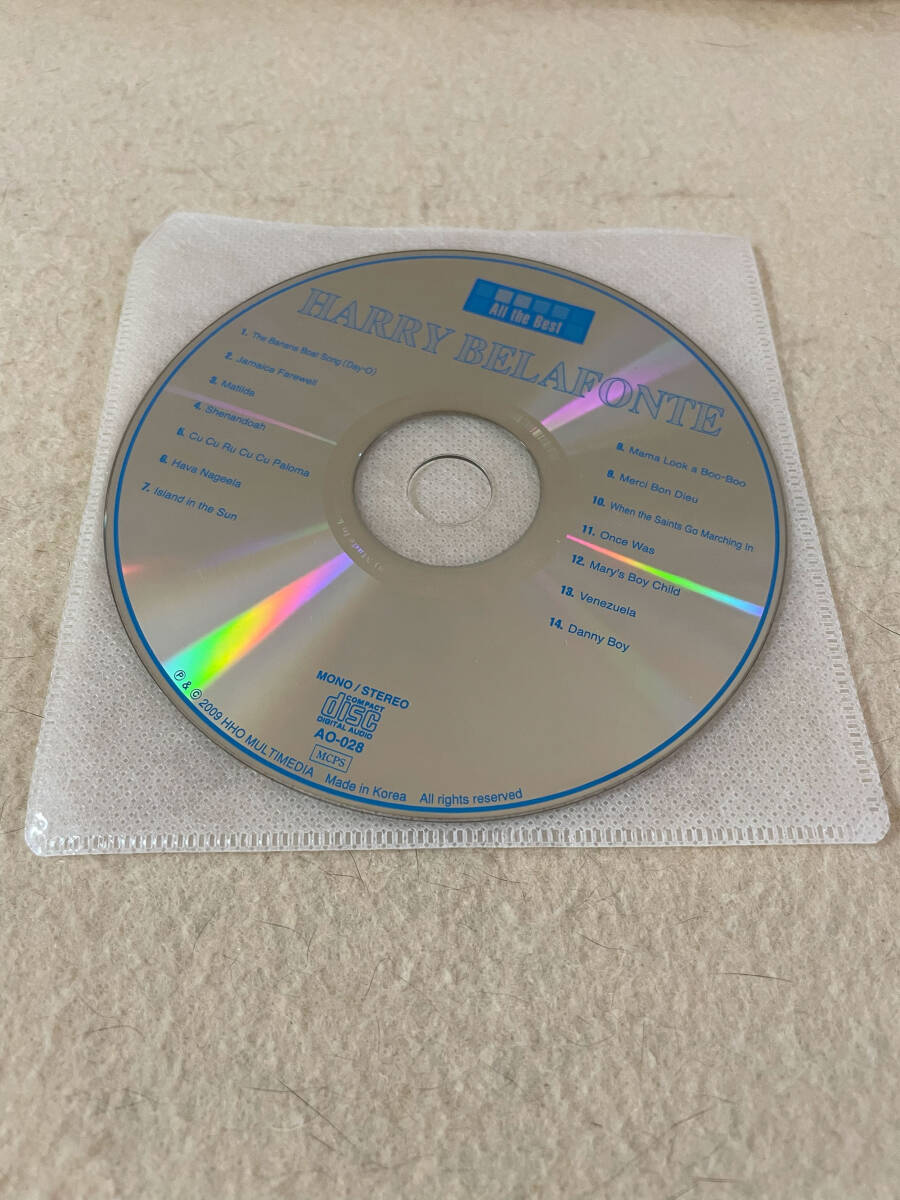 All the Best
HARRY BELAFONTE
1. The Banana Boat Song (Day-O)
2. Jamaica Farewell
3. Matilda
4. Shenandoah
5. Cu Cu Ru Cu Cu Paloma
6. Hava Nageela
7. Island in the Sun
8. Mama Look a Boo-Boo
9. Merci Bon Dieu
10. When the Saints Go Marching In
11. Once Was
12. Mary's Boy Child
13. Venezuela
14. Danny Boy
MONO / STEREO
COMPACT
disc
DIGITAL AUDIO
AO-028
MCPS
℗ & © 2009 HHO MULTIMEDIA Made in Korea All rights reserved